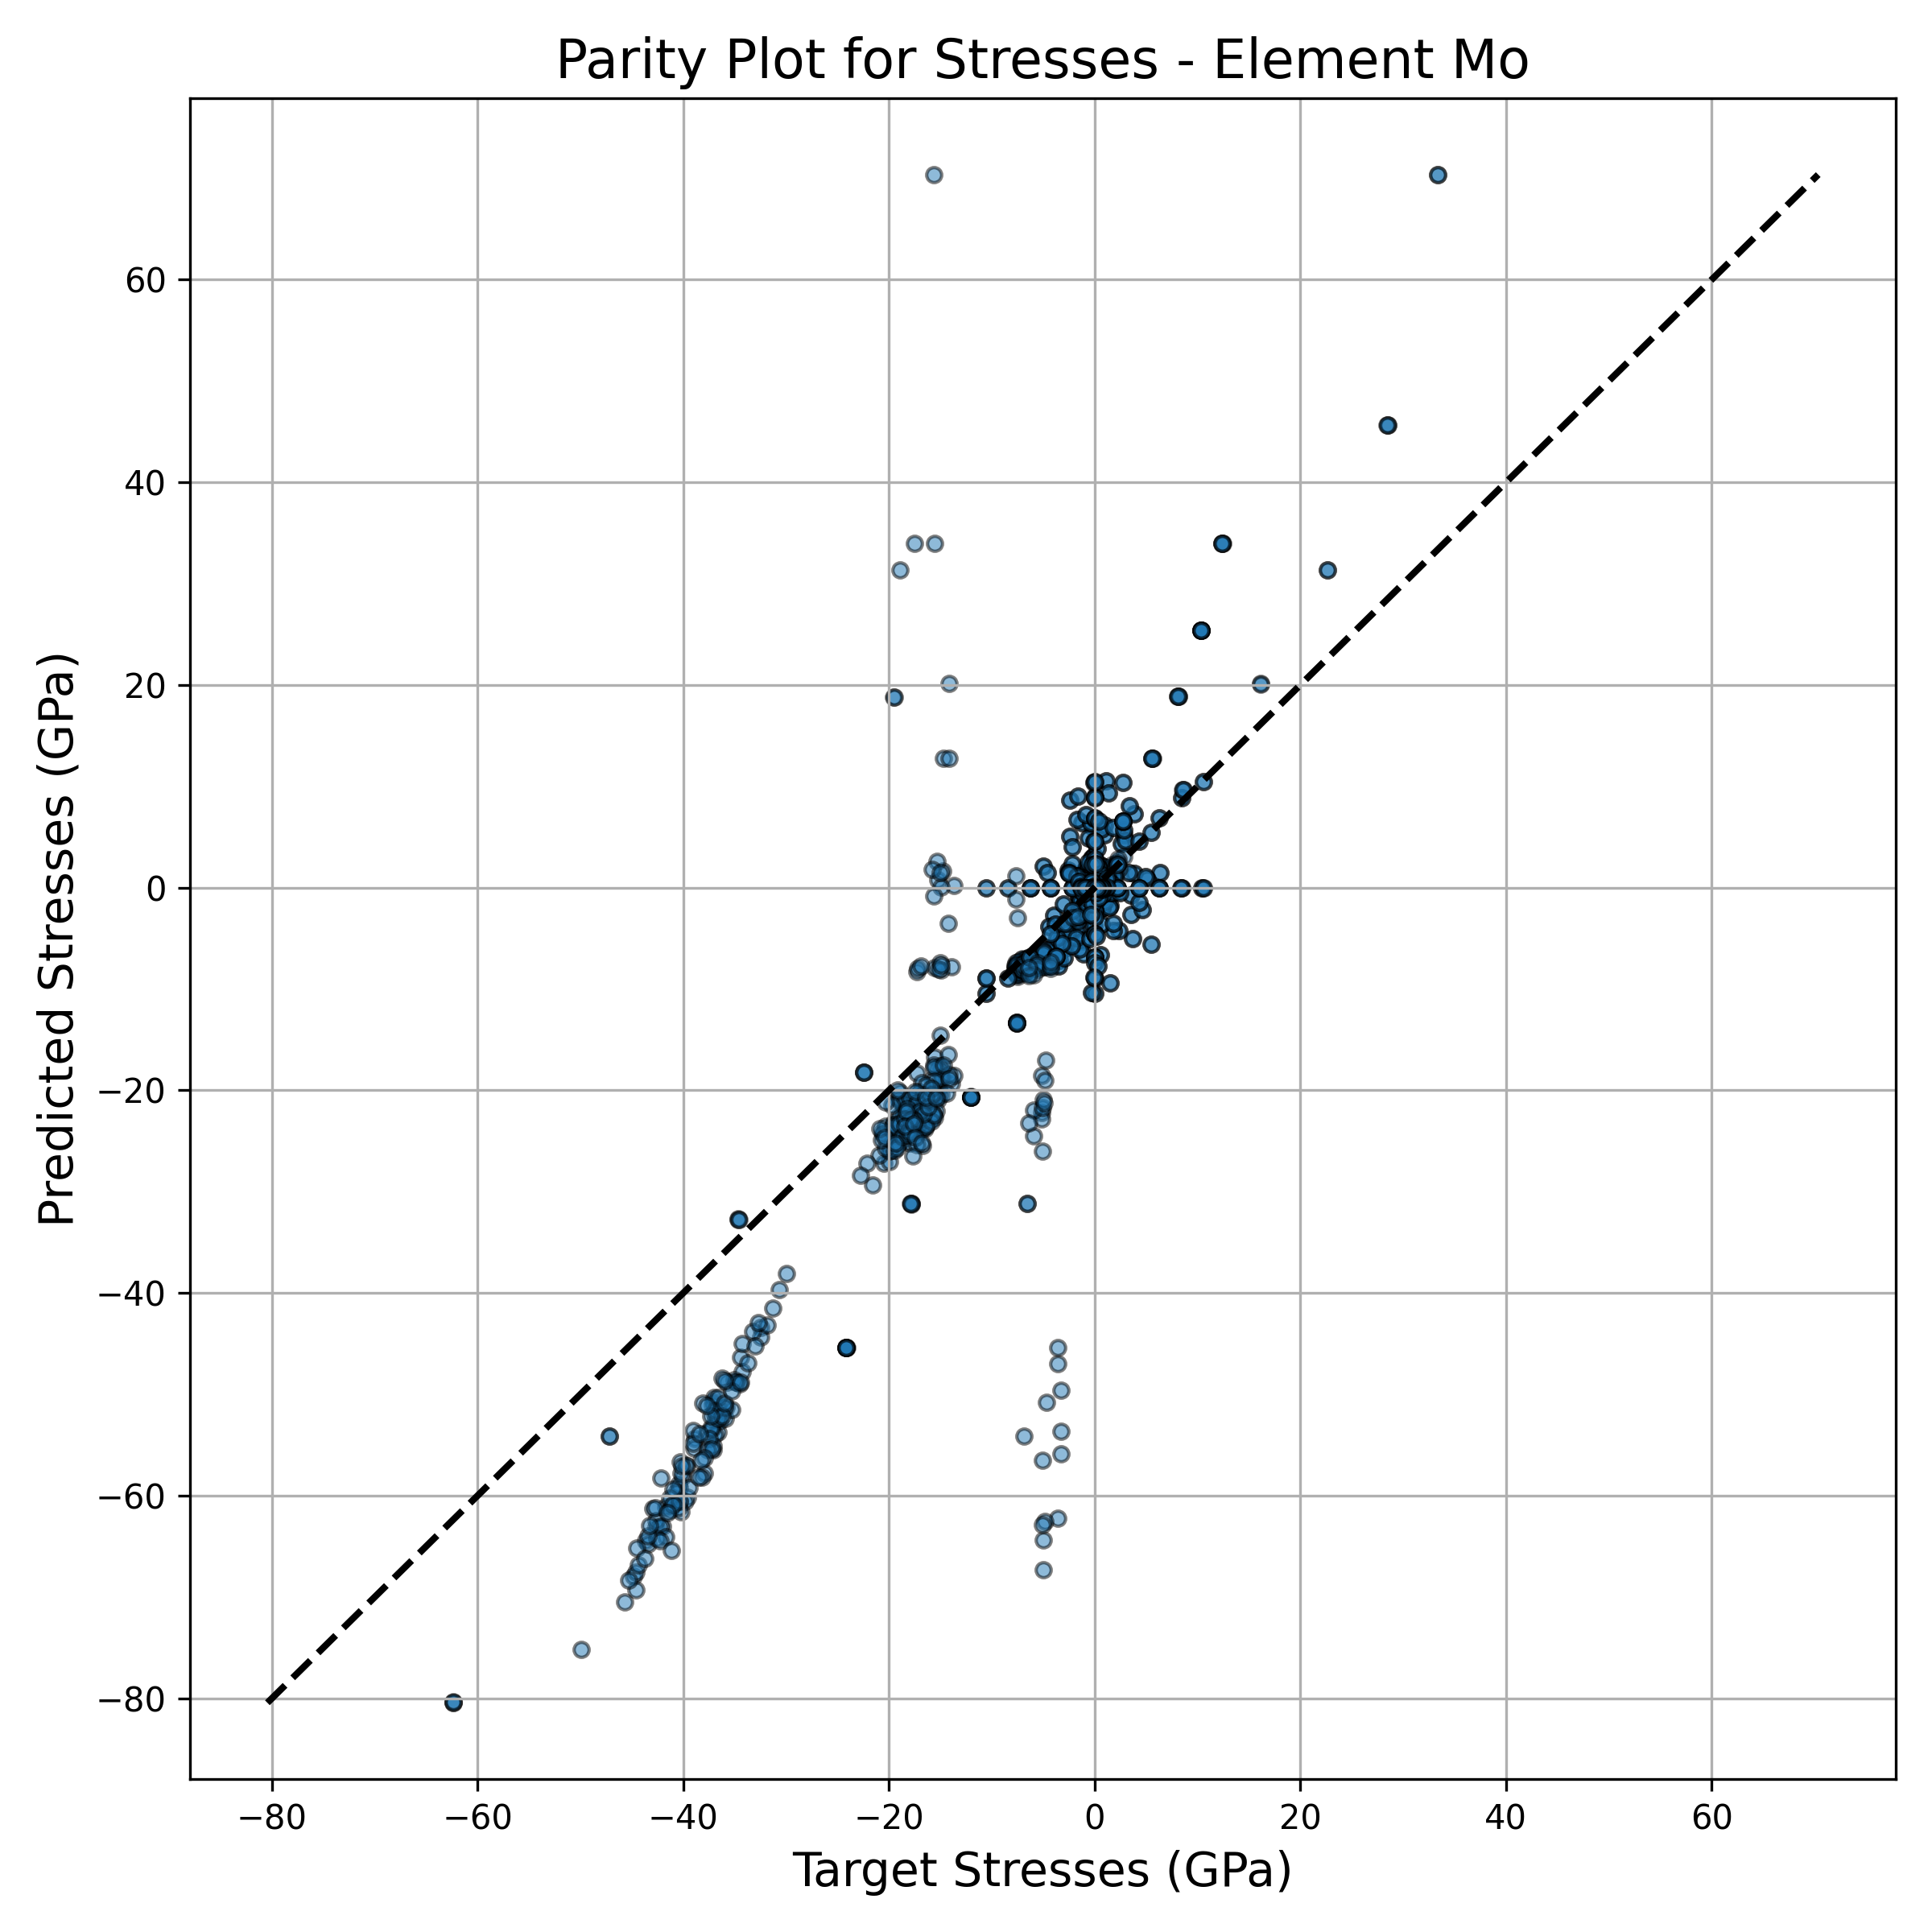 Parity Plot for Stresses - Element Mo
Predicted Stresses (GPa)
60
40
20
0
−20
−40
−60
−80
−80 −60 −40 −20 0 20 40 60
Target Stresses (GPa)